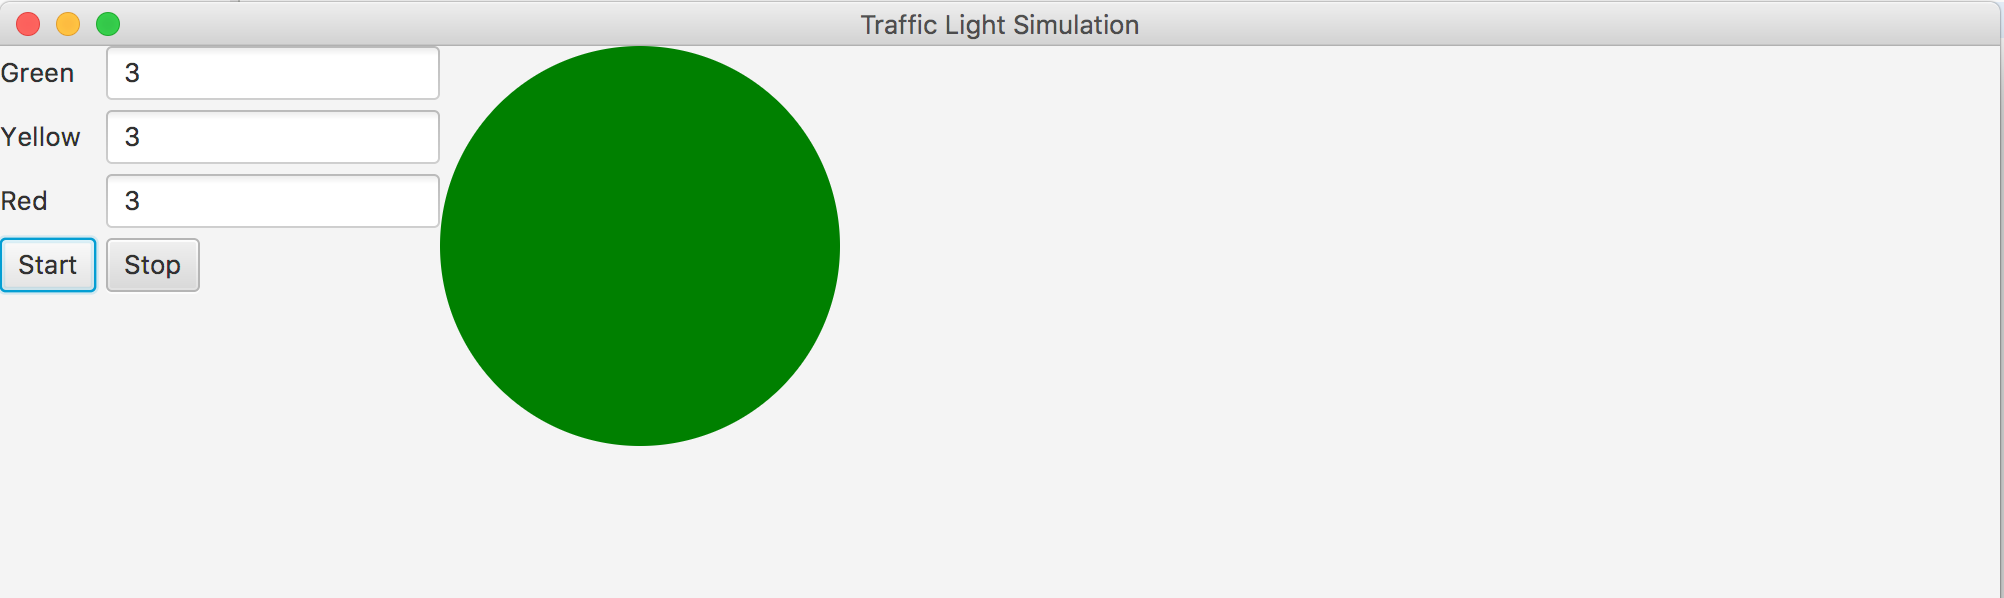 Traffic Light Simulation
Green 3
Yellow 3
Red 3
Start Stop